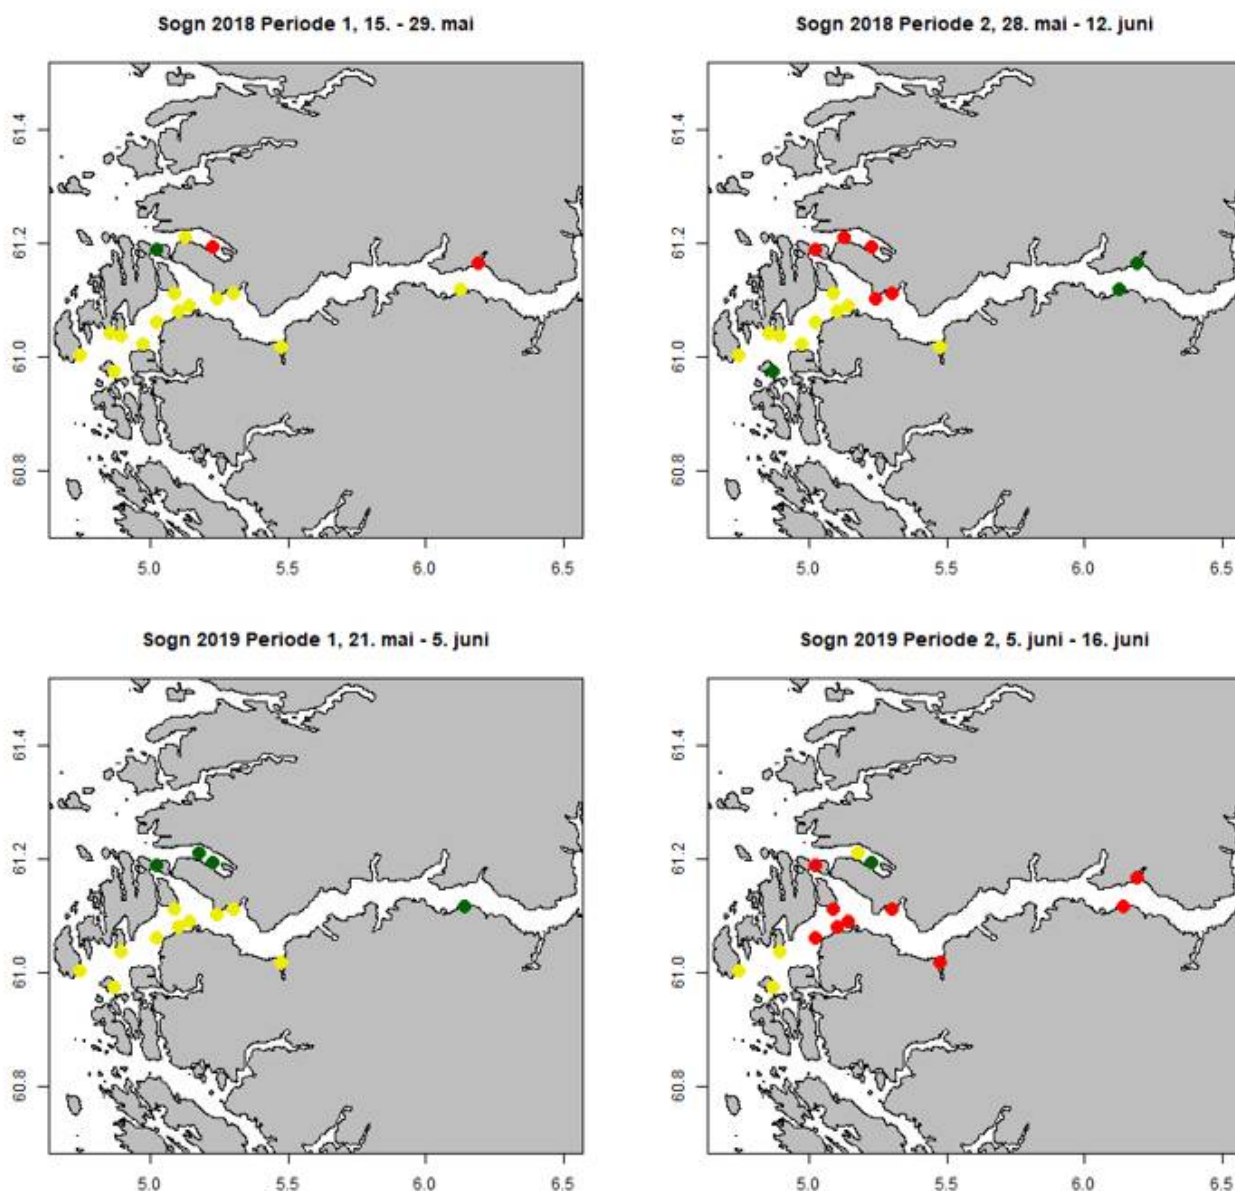 Sogn 2018 Periode 1, 15. - 29. mai
Sogn 2018 Periode 2, 28. mai - 12. juni
61.4
61.2
61.0
60.8
5.0 5.5 6.0 6.5
61.4
61.2
61.0
60.8
5.0 5.5 6.0 6.5
Sogn 2019 Periode 1, 21. mai - 5. juni
Sogn 2019 Periode 2, 5. juni - 16. juni
61.4
61.2
61.0
60.8
5.0 5.5 6.0 6.5
61.4
61.2
61.0
60.8
5.0 5.5 6.0 6.5